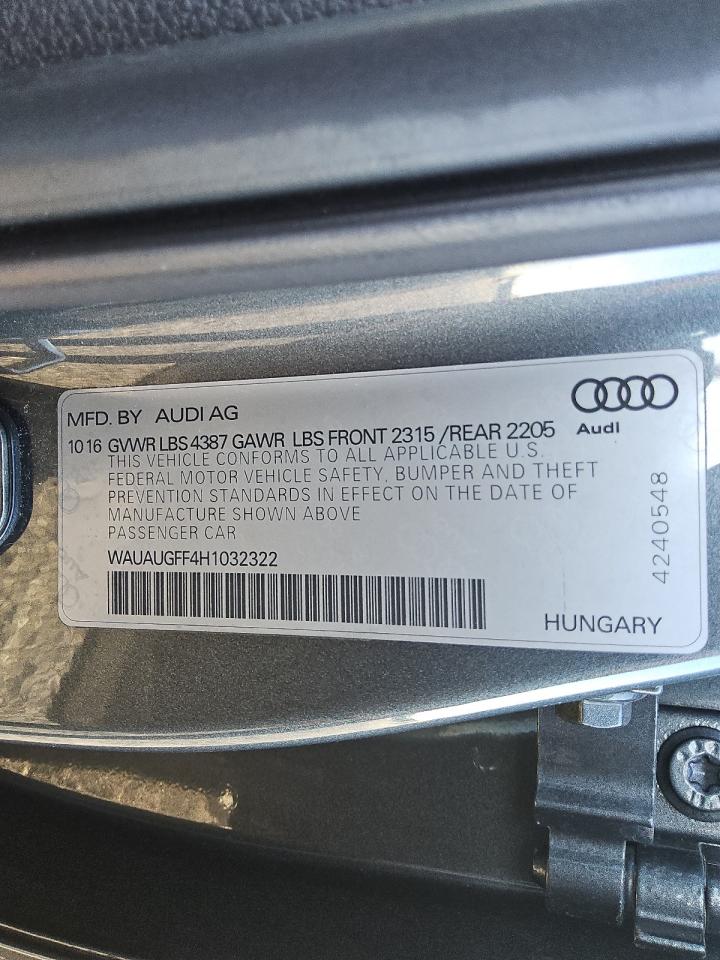 MFD. BY AUDI AG
10 16 GVWR LBS 4387 GAWR LBS FRONT 2315 /REAR 2205
Audi
THIS VEHICLE CONFORMS TO ALL APPLICABLE U.S.
FEDERAL MOTOR VEHICLE SAFETY, BUMPER AND THEFT
PREVENTION STANDARDS IN EFFECT ON THE DATE OF
MANUFACTURE SHOWN ABOVE
PASSENGER CAR
WAUAUGFF4H1032322
HUNGARY
4240548